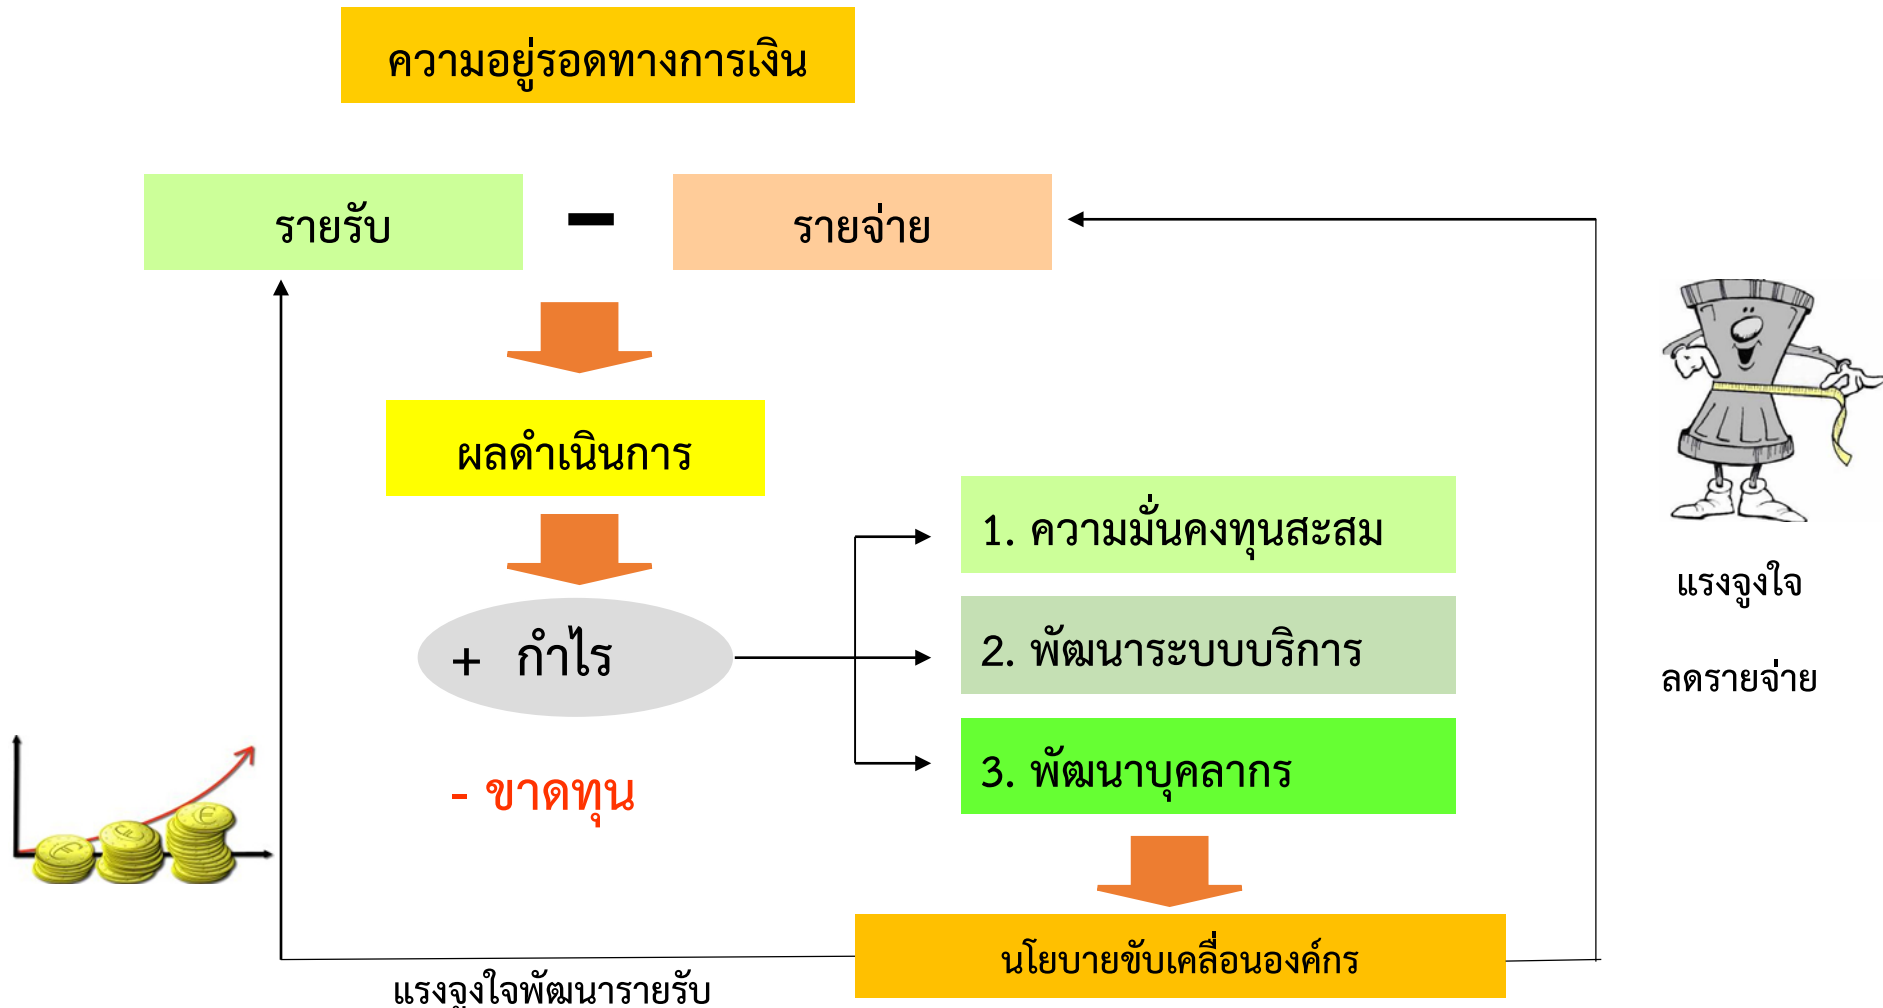 ความอยู่รอดทางการเงิน
รายรับ
-
รายจ่าย
ผลดำเนินการ
+ กำไร
- ขาดทุน
1. ความมั่นคงทุนสะสม
2. พัฒนาระบบบริการ
3. พัฒนาบุคลากร
แรงจูงใจ
ลดรายจ่าย
นโยบายขับเคลื่อนองค์กร
แรงจูงใจพัฒนารายรับ